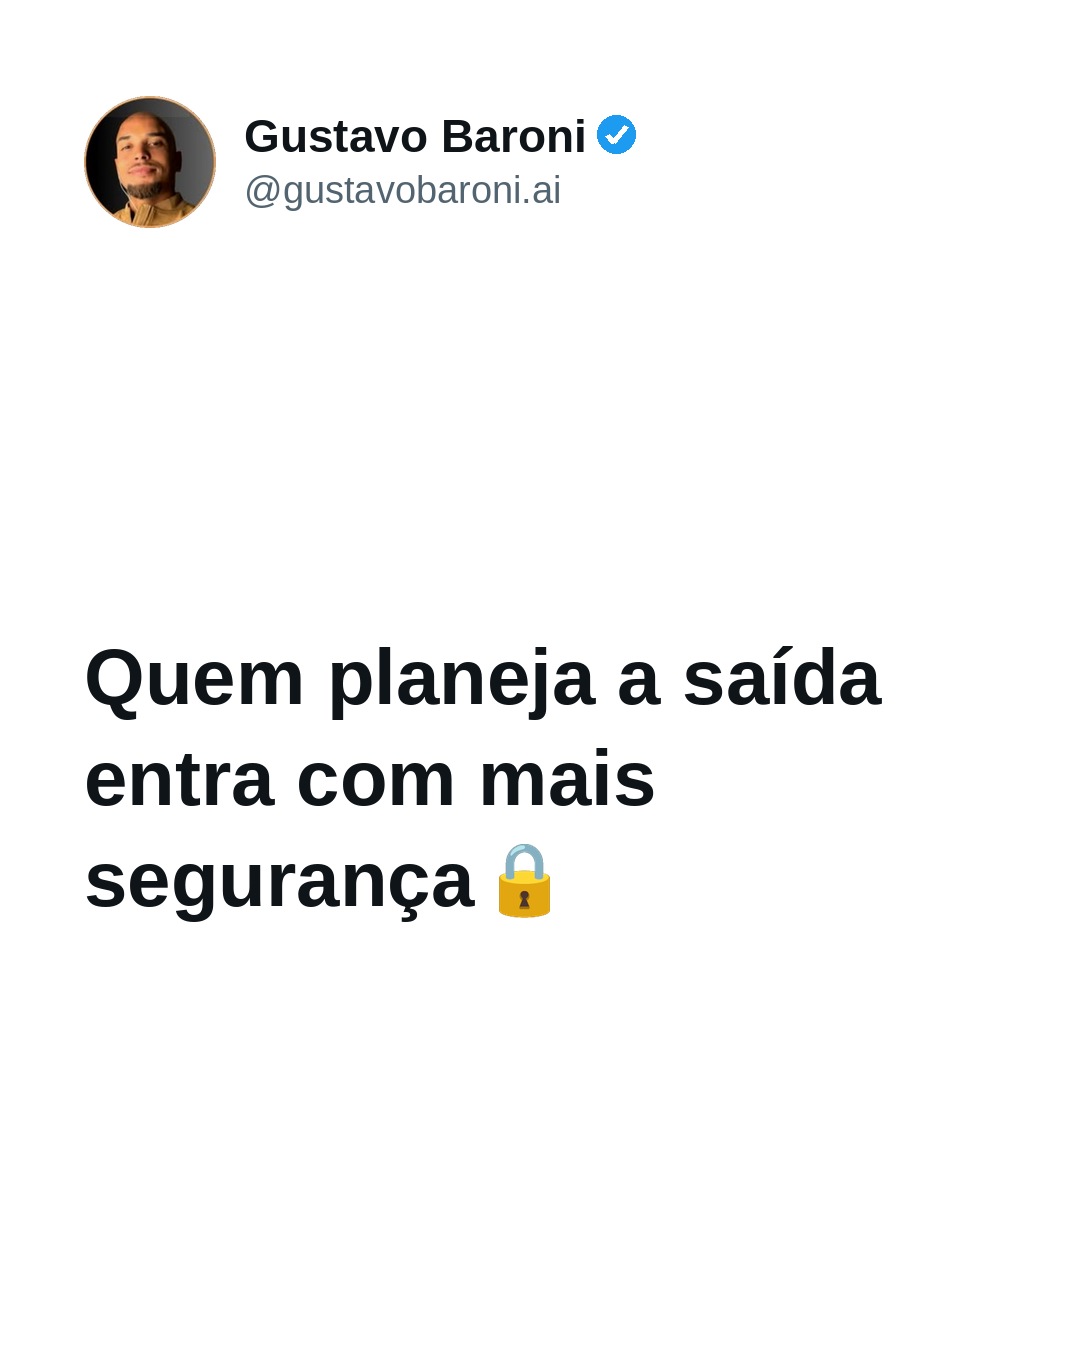 Gustavo Baroni
@gustavobaroni.ai
Quem planeja a saída
entra com mais
segurança 🔒